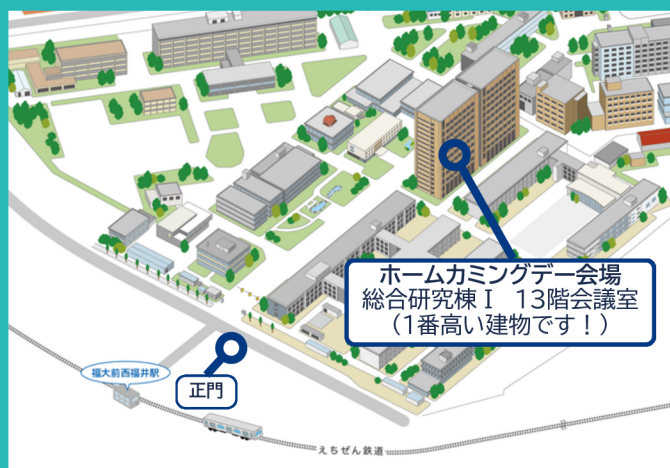 ホームカミングデー会場
総合研究棟Ⅰ 13階会議室
（1番高い建物です！）
福大前西福井駅
正門
えちぜん鉄道